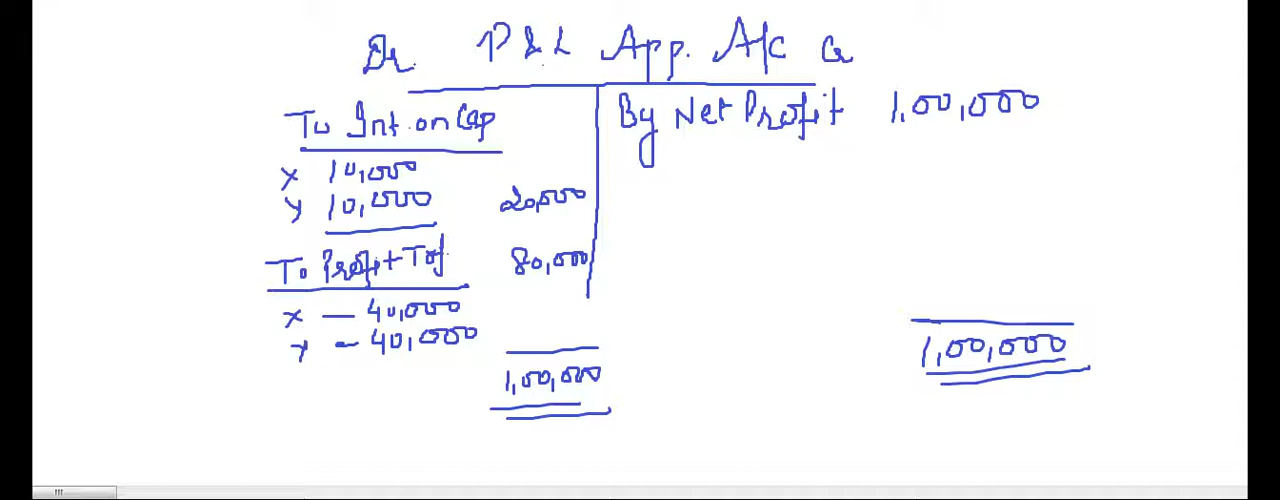 Dr. P & L App. A/c Cr
To Int. on Cap
X 10,000
Y 10,000 20,000
To Profit Tsf. 80,000
X — 40,000
Y — 40,000
1,00,000
By Net Profit 1,00,000
1,00,000